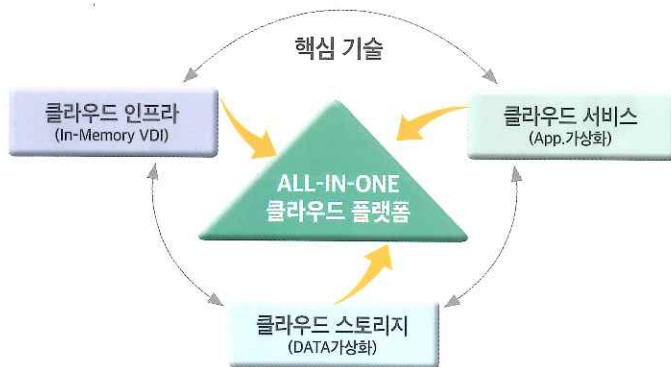 핵심 기술
클라우드 인프라
(In-Memory VDI)
클라우드 서비스
(App.가상화)
ALL-IN-ONE
클라우드 플랫폼
클라우드 스토리지
(DATA가상화)